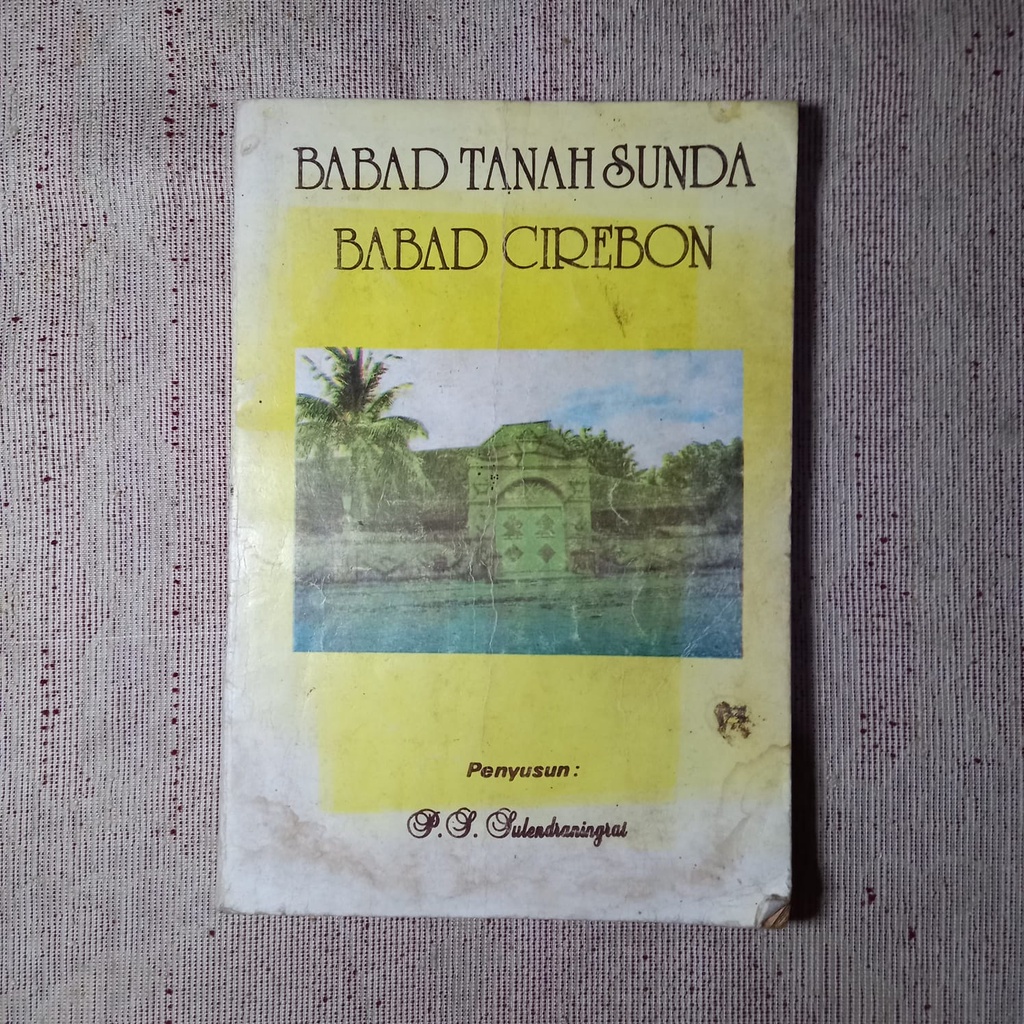 BABAD TANAH SUNDA
BABAD CIREBON
Penyusun:
P. S. Sulendraningrat